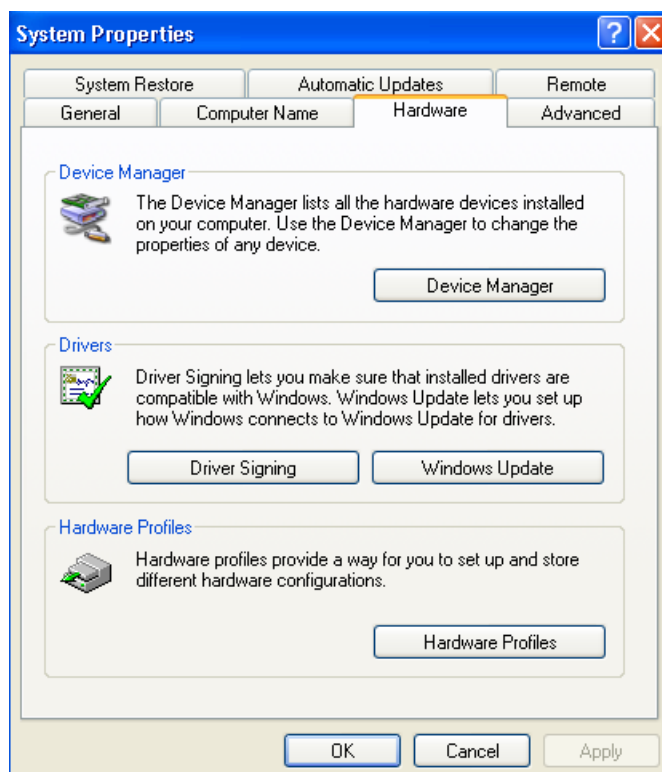 System Properties
System Restore
Automatic Updates
Remote
General
Computer Name
Hardware
Advanced
Device Manager
The Device Manager lists all the hardware devices installed
on your computer. Use the Device Manager to change the
properties of any device.
Device Manager
Drivers
Driver Signing lets you make sure that installed drivers are
compatible with Windows. Windows Update lets you set up
how Windows connects to Windows Update for drivers.
Driver Signing
Windows Update
Hardware Profiles
Hardware profiles provide a way for you to set up and store
different hardware configurations.
Hardware Profiles
OK
Cancel
Apply